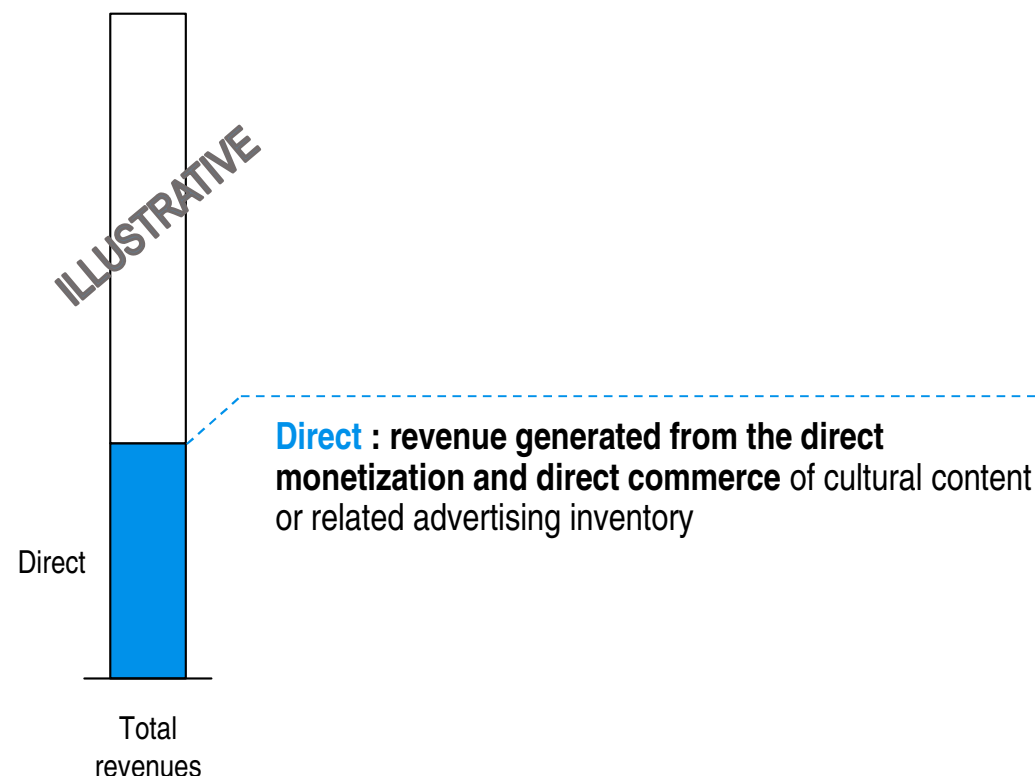 ILLUSTRATIVE
Direct : revenue generated from the direct
monetization and direct commerce of cultural content
or related advertising inventory
Direct
Total
revenues